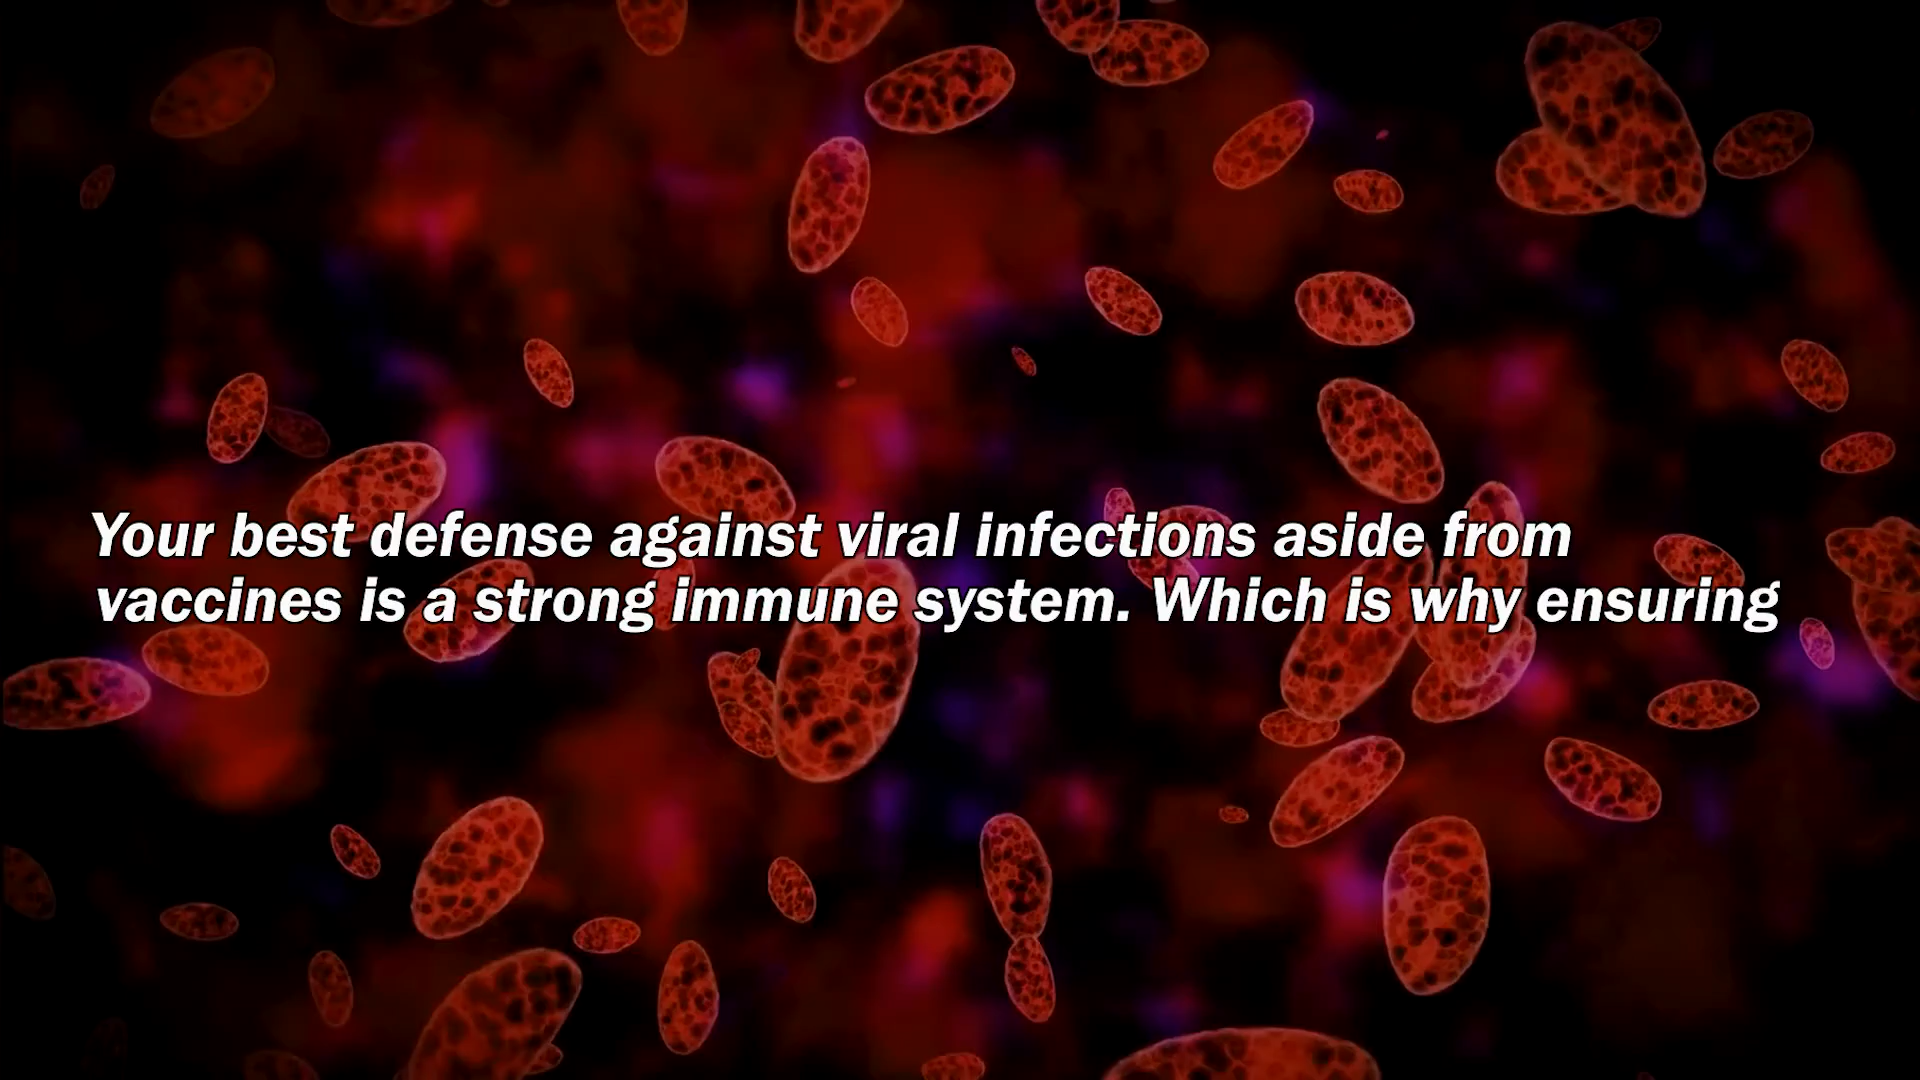 Your best defense against viral infections aside from
vaccines is a strong immune system. Which is why ensuring